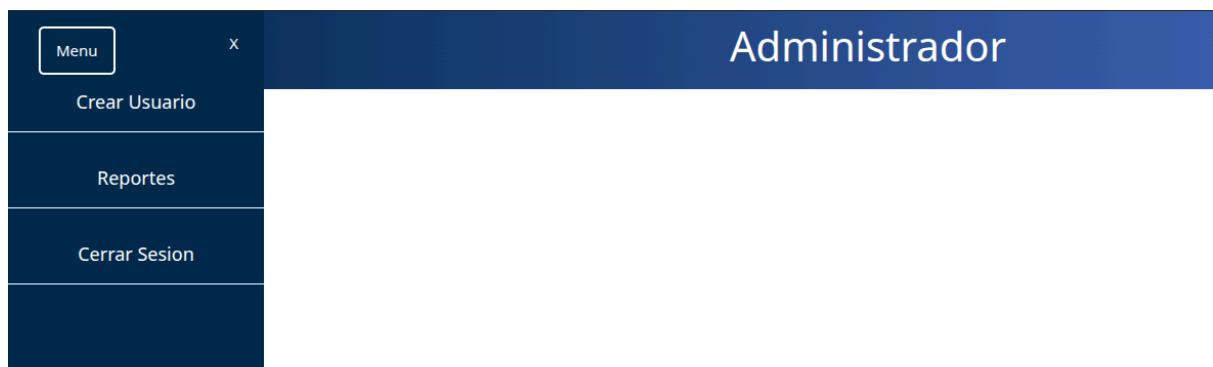 Menu
X
Administrador
Crear Usuario
Reportes
Cerrar Sesion